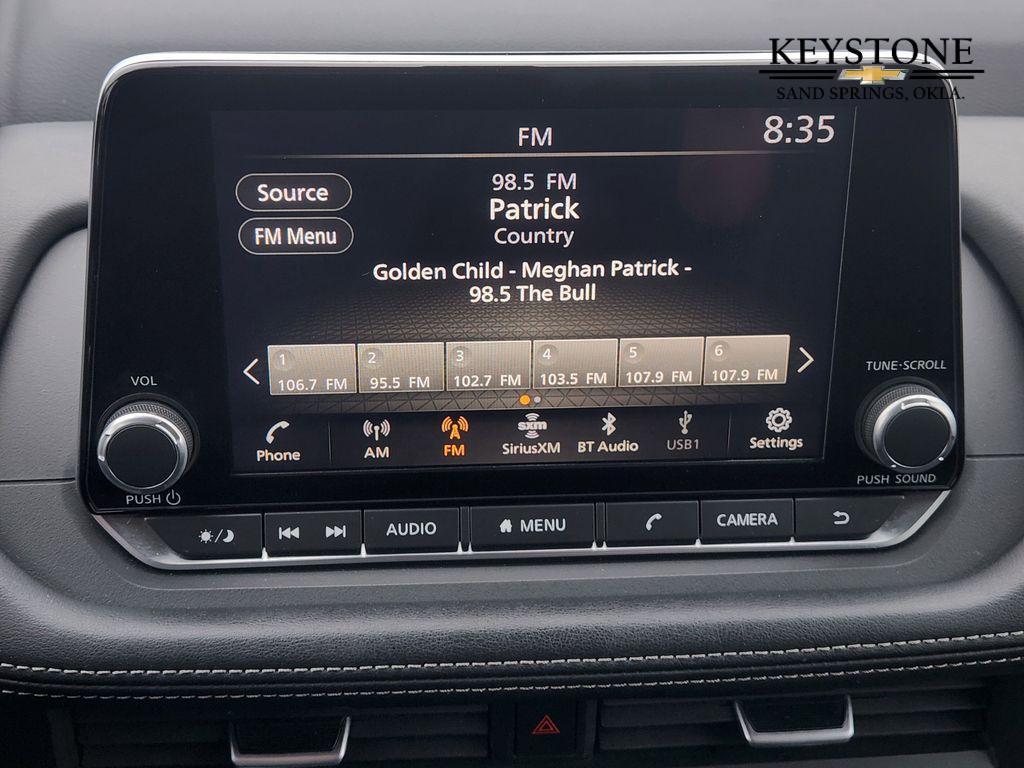 KEYSTONE
SAND SPRINGS, OKLA.
FM
8:35
Source
FM Menu
98.5 FM
Patrick
Country
Golden Child - Meghan Patrick -
98.5 The Bull
1
106.7 FM
2
95.5 FM
3
102.7 FM
4
103.5 FM
5
107.9 FM
6
107.9 FM
VOL
TUNE·SCROLL
Phone
AM
FM
sxm
SiriusXM
BT Audio
USB1
Settings
PUSH
PUSH SOUND
AUDIO
MENU
CAMERA